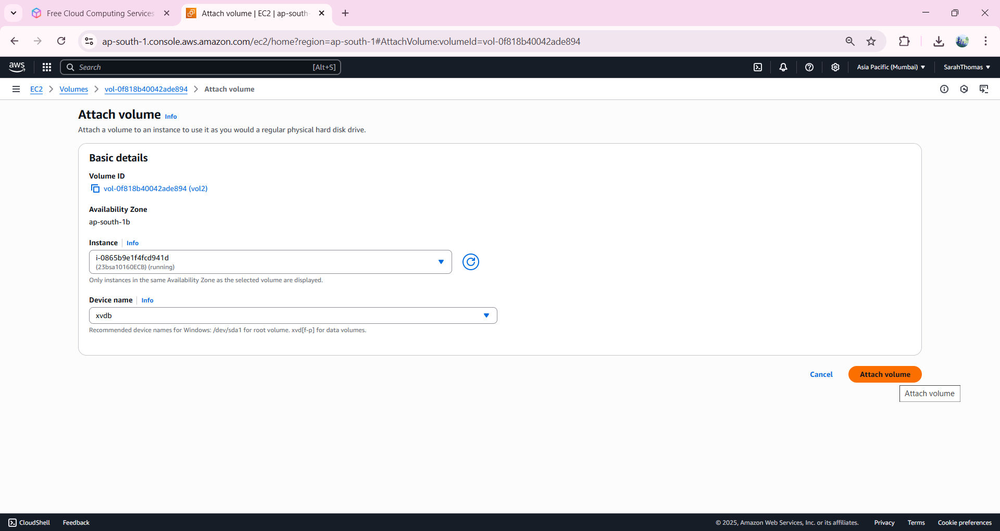 Free Cloud Computing Services
Attach volume | EC2 | ap-south-
ap-south-1.console.aws.amazon.com/ec2/home?region=ap-south-1#AttachVolume:volumeId=vol-0f818b40042ade894
aws
Search
[Alt+S]
Asia Pacific (Mumbai)
SarahThomas
EC2
Volumes
vol-0f818b40042ade894
Attach volume
Attach volume Info
Attach a volume to an instance to use it as you would a regular physical hard disk drive.
Basic details
Volume ID
vol-0f818b40042ade894 (vol2)
Availability Zone
ap-south-1b
Instance Info
i-0865b9e1f4fcd941d
(23bsa10160ECB) (running)
Only instances in the same Availability Zone as the selected volume are displayed.
Device name Info
xvdb
Recommended device names for Windows: /dev/sda1 for root volume. xvd[f-p] for data volumes.
Cancel
Attach volume
Attach volume
CloudShell
Feedback
© 2025, Amazon Web Services, Inc. or its affiliates.
Privacy
Terms
Cookie preferences